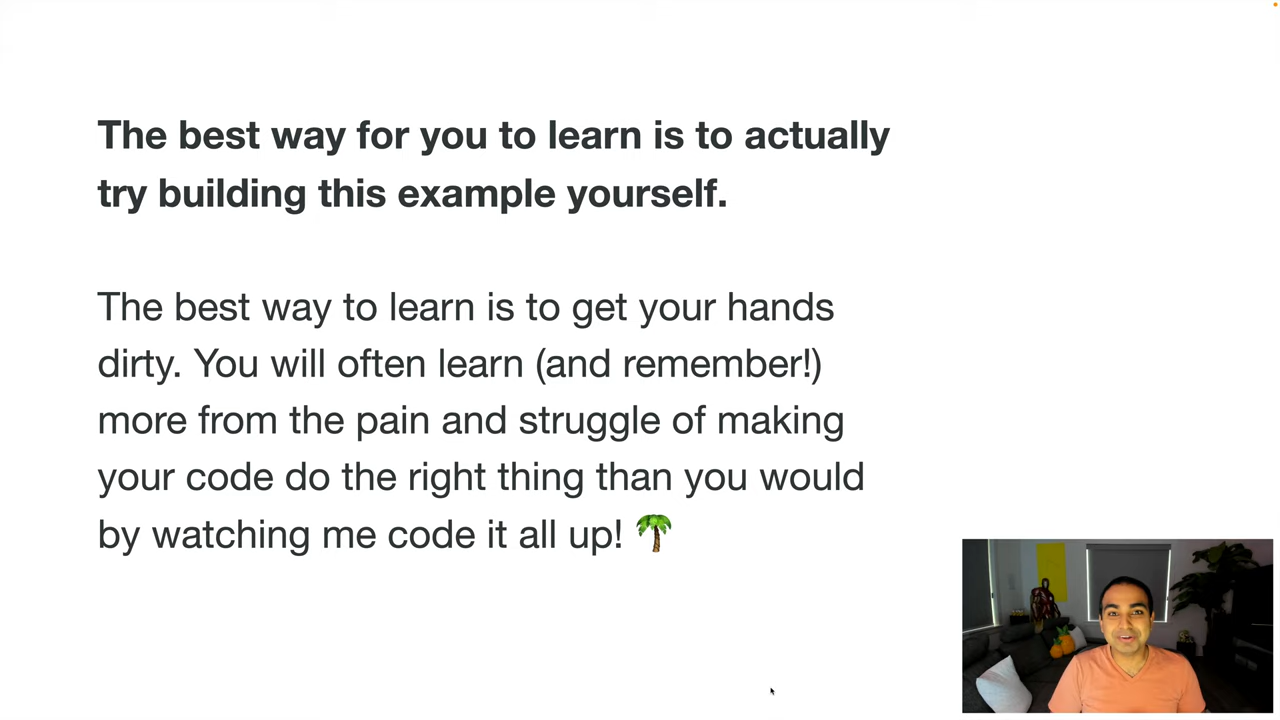 The best way for you to learn is to actually
try building this example yourself.
The best way to learn is to get your hands
dirty. You will often learn (and remember!)
more from the pain and struggle of making
your code do the right thing than you would
by watching me code it all up! 🌴